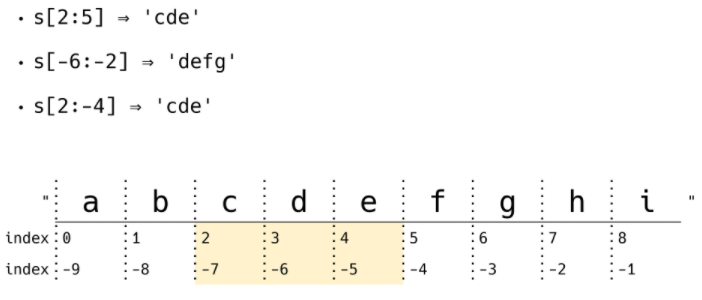 • s[2:5] ⇒ 'cde'
• s[-6:-2] ⇒ 'defg'
• s[2:-4] ⇒ 'cde'
" a b c d e f g h i "
index 0 1 2 3 4 5 6 7 8
index -9 -8 -7 -6 -5 -4 -3 -2 -1